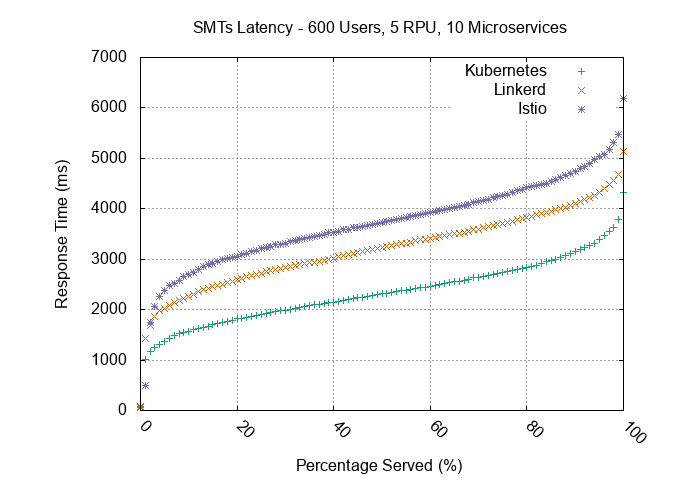 SMTs Latency - 600 Users, 5 RPU, 10 Microservices
7000
6000
5000
4000
3000
2000
1000
0
Response Time (ms)
Kubernetes
Linkerd
Istio
0
20
40
60
80
100
Percentage Served (%)